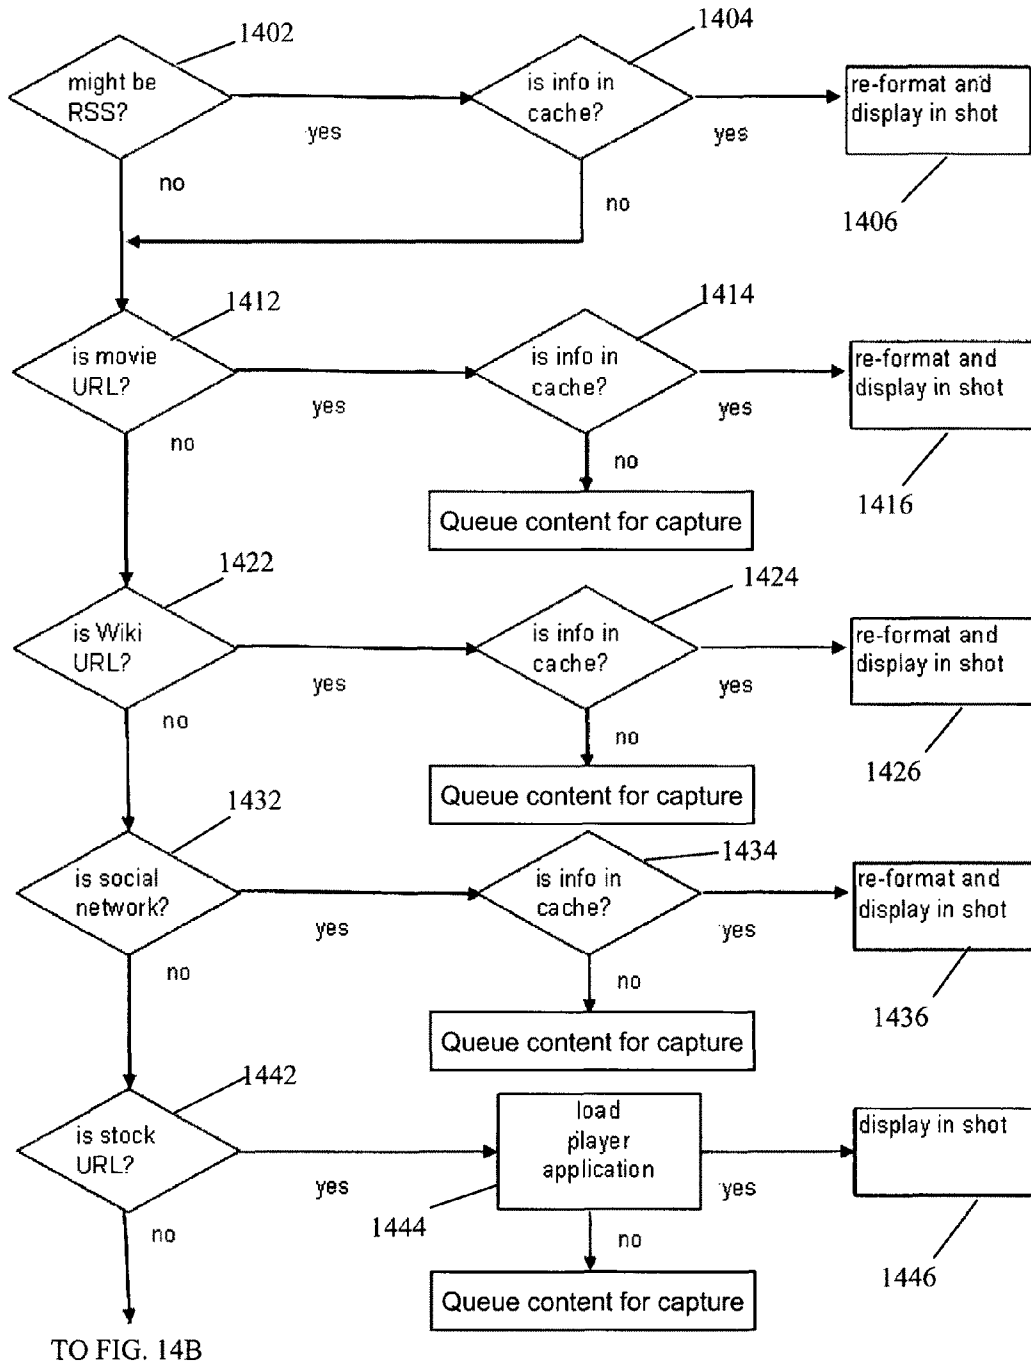 1402
1404
might be
RSS?
yes
is info in
cache?
yes
re-format and
display in shot
no
no
1406
1412
1414
is movie
URL?
yes
is info in
cache?
yes
re-format and
display in shot
no
no
1416
Queue content for capture
1422
1424
is Wiki
URL?
yes
is info in
cache?
yes
re-format and
display in shot
no
no
1426
Queue content for capture
1432
1434
is social
network?
yes
is info in
cache?
yes
re-format and
display in shot
no
no
1436
Queue content for capture
1442
is stock
URL?
yes
load
player
application
yes
display in shot
1444
no
no
1446
Queue content for capture
TO FIG. 14B